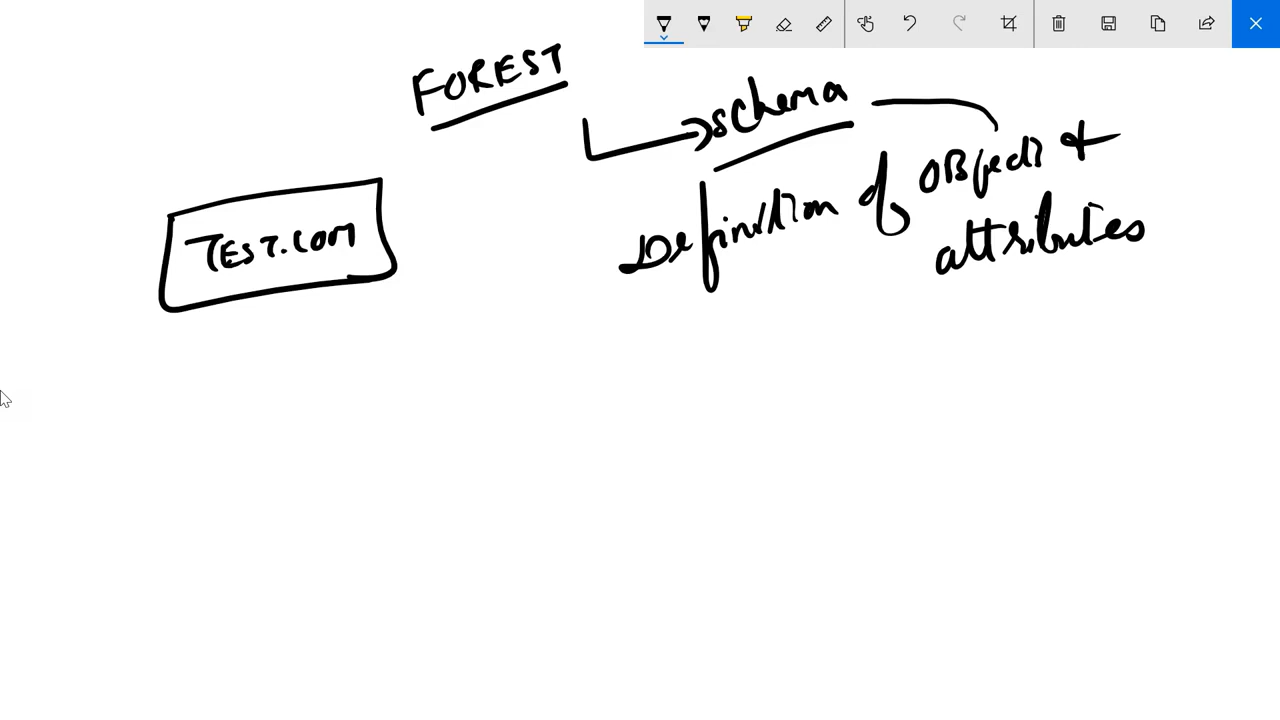 FOREST
schema
Definition of objects &
attributes
TEST.COM